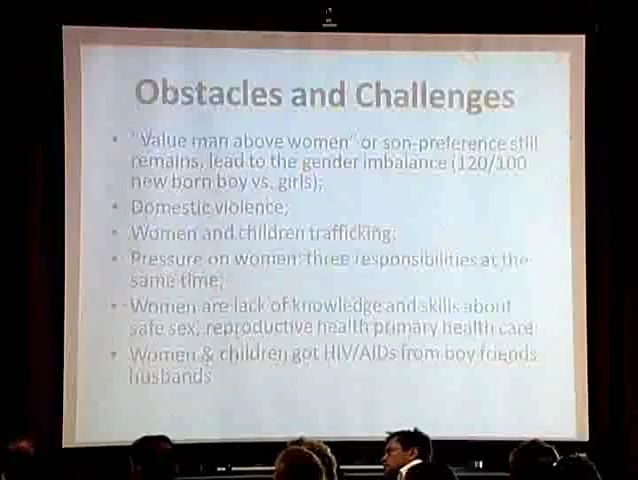 Obstacles and Challenges
• "Value man above women" or son-preference still
remains, lead to the gender imbalance (120/100
new born boy vs. girls);
• Domestic violence;
• Women and children trafficking;
• Pressure on women: three responsibilities at the
same time;
• Women are lack of knowledge and skills about
safe sex, reproductive health primary health care
• Women & children got HIV/AIDs from boy friends
husbands